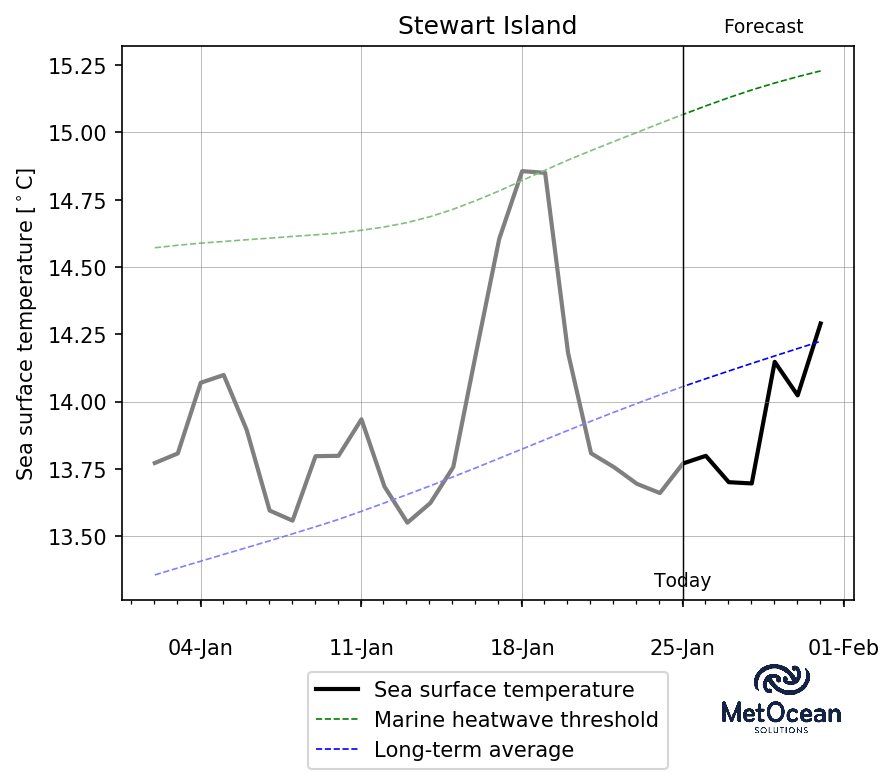 Stewart Island
Forecast
15.25
15.00
14.75
14.50
14.25
14.00
13.75
13.50
Sea surface temperature [°C]
Today
04-Jan
11-Jan
18-Jan
25-Jan
01-Feb
Sea surface temperature
Marine heatwave threshold
Long-term average
MetOcean
SOLUTIONS